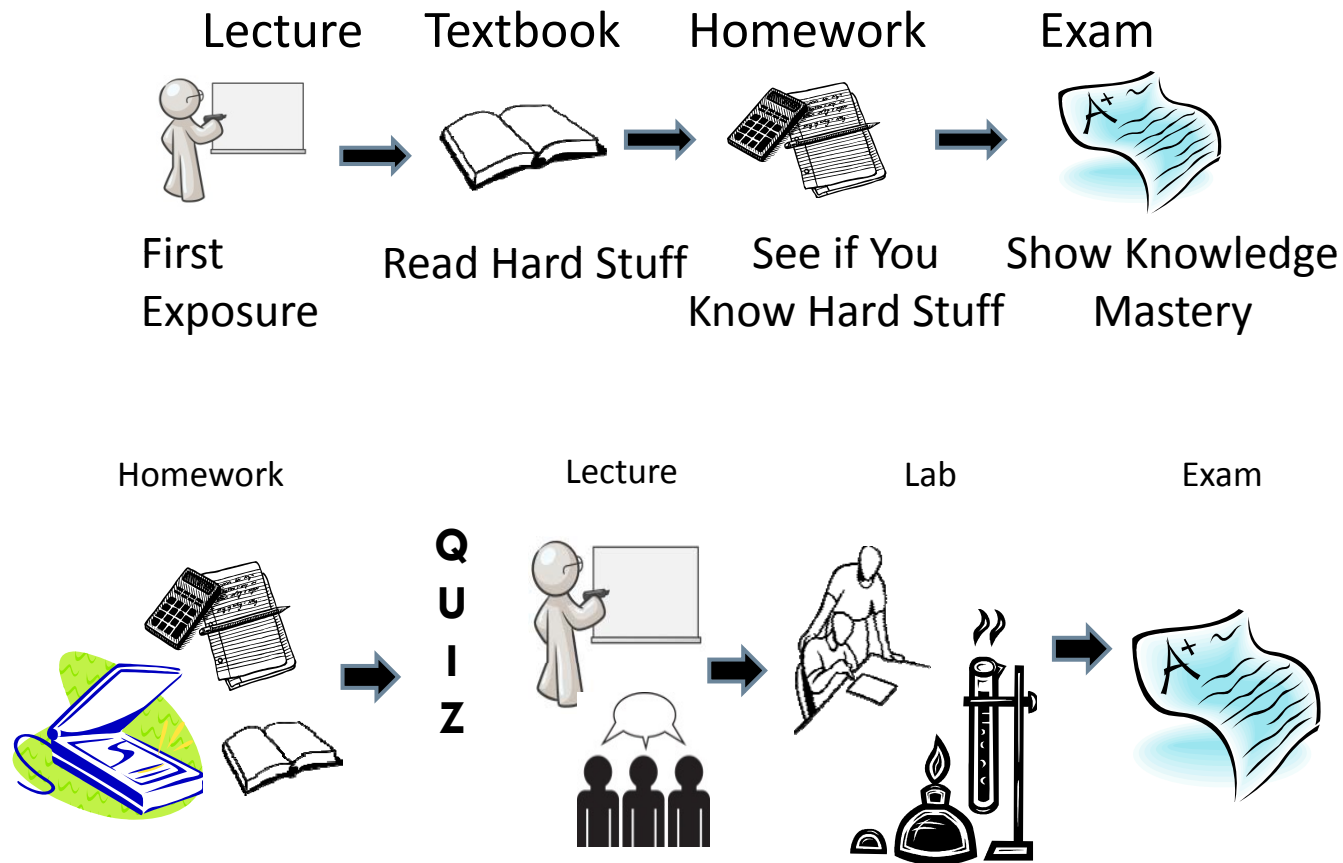 Lecture Textbook Homework Exam
A+
First
Exposure
Read Hard Stuff
See if You
Know Hard Stuff
Show Knowledge
Mastery
Homework Lecture Lab Exam
Q
U
I
Z
A+